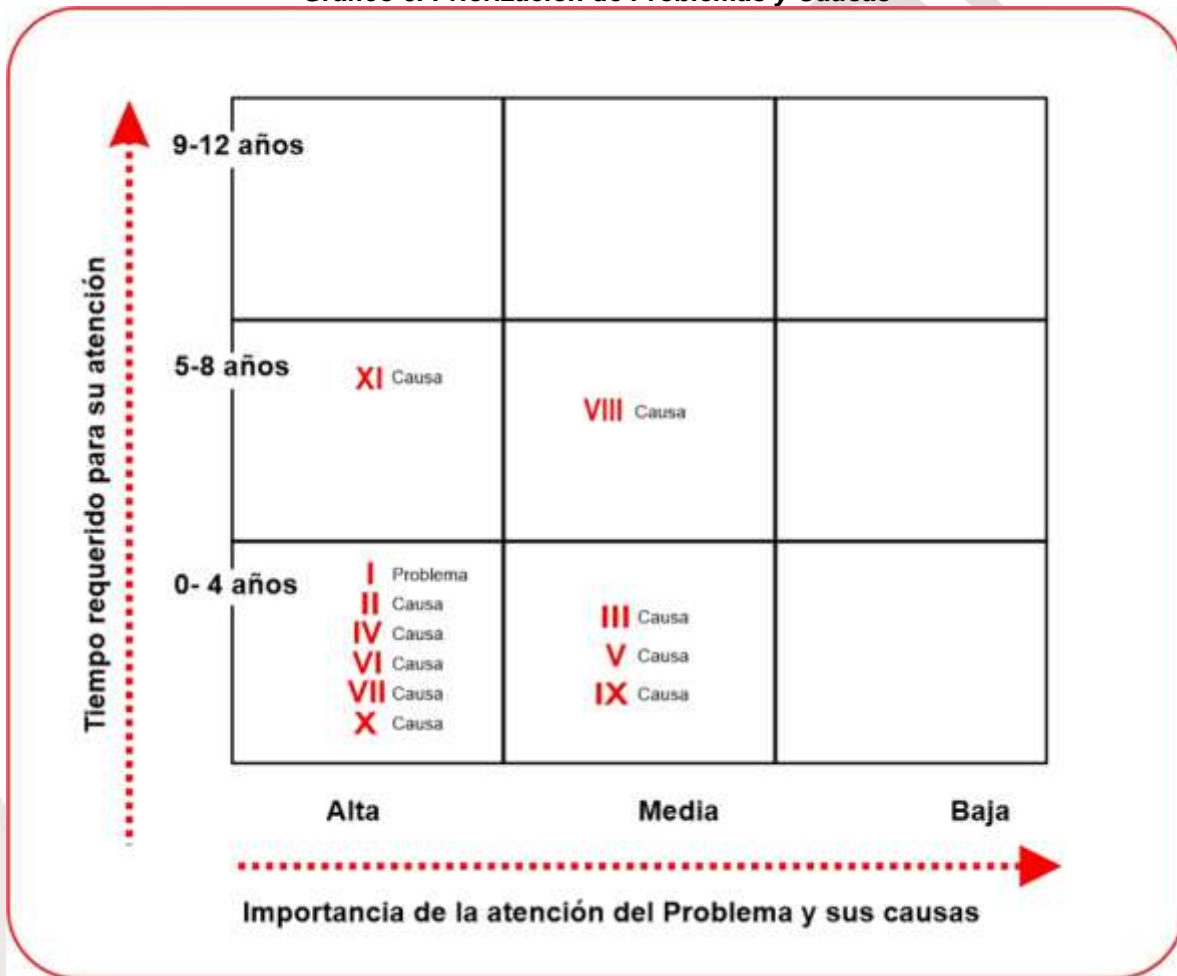 9-12 años
5-8 años
XI Causa
VIII Causa
0- 4 años
I Problema
II Causa
IV Causa
VI Causa
VII Causa
X Causa
III Causa
V Causa
IX Causa
Tiempo requerido para su atención
Alta Media Baja
Importancia de la atención del Problema y sus causas